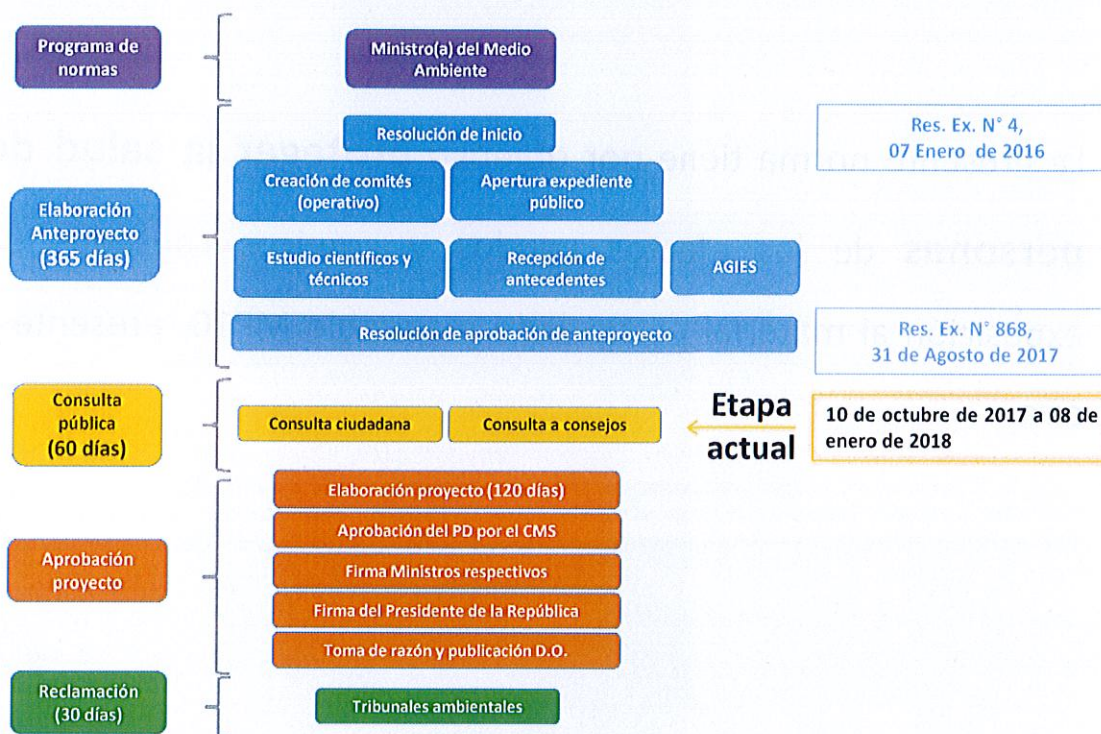 Programa de
normas
Ministro(a) del Medio
Ambiente
Elaboración
Anteproyecto
(365 días)
Resolución de inicio
Res. Ex. N° 4,
07 Enero de 2016
Creación de comités
(operativo)
Apertura expediente
público
Estudio científicos y
técnicos
Recepción de
antecedentes
AGIES
Resolución de aprobación de anteproyecto
Res. Ex. N° 868,
31 de Agosto de 2017
Consulta
pública
(60 días)
Consulta ciudadana
Consulta a consejos
Etapa
actual
10 de octubre de 2017 a 08 de
enero de 2018
Aprobación
proyecto
Elaboración proyecto (120 días)
Aprobación del PD por el CMS
Firma Ministros respectivos
Firma del Presidente de la República
Toma de razón y publicación D.O.
Reclamación
(30 días)
Tribunales ambientales